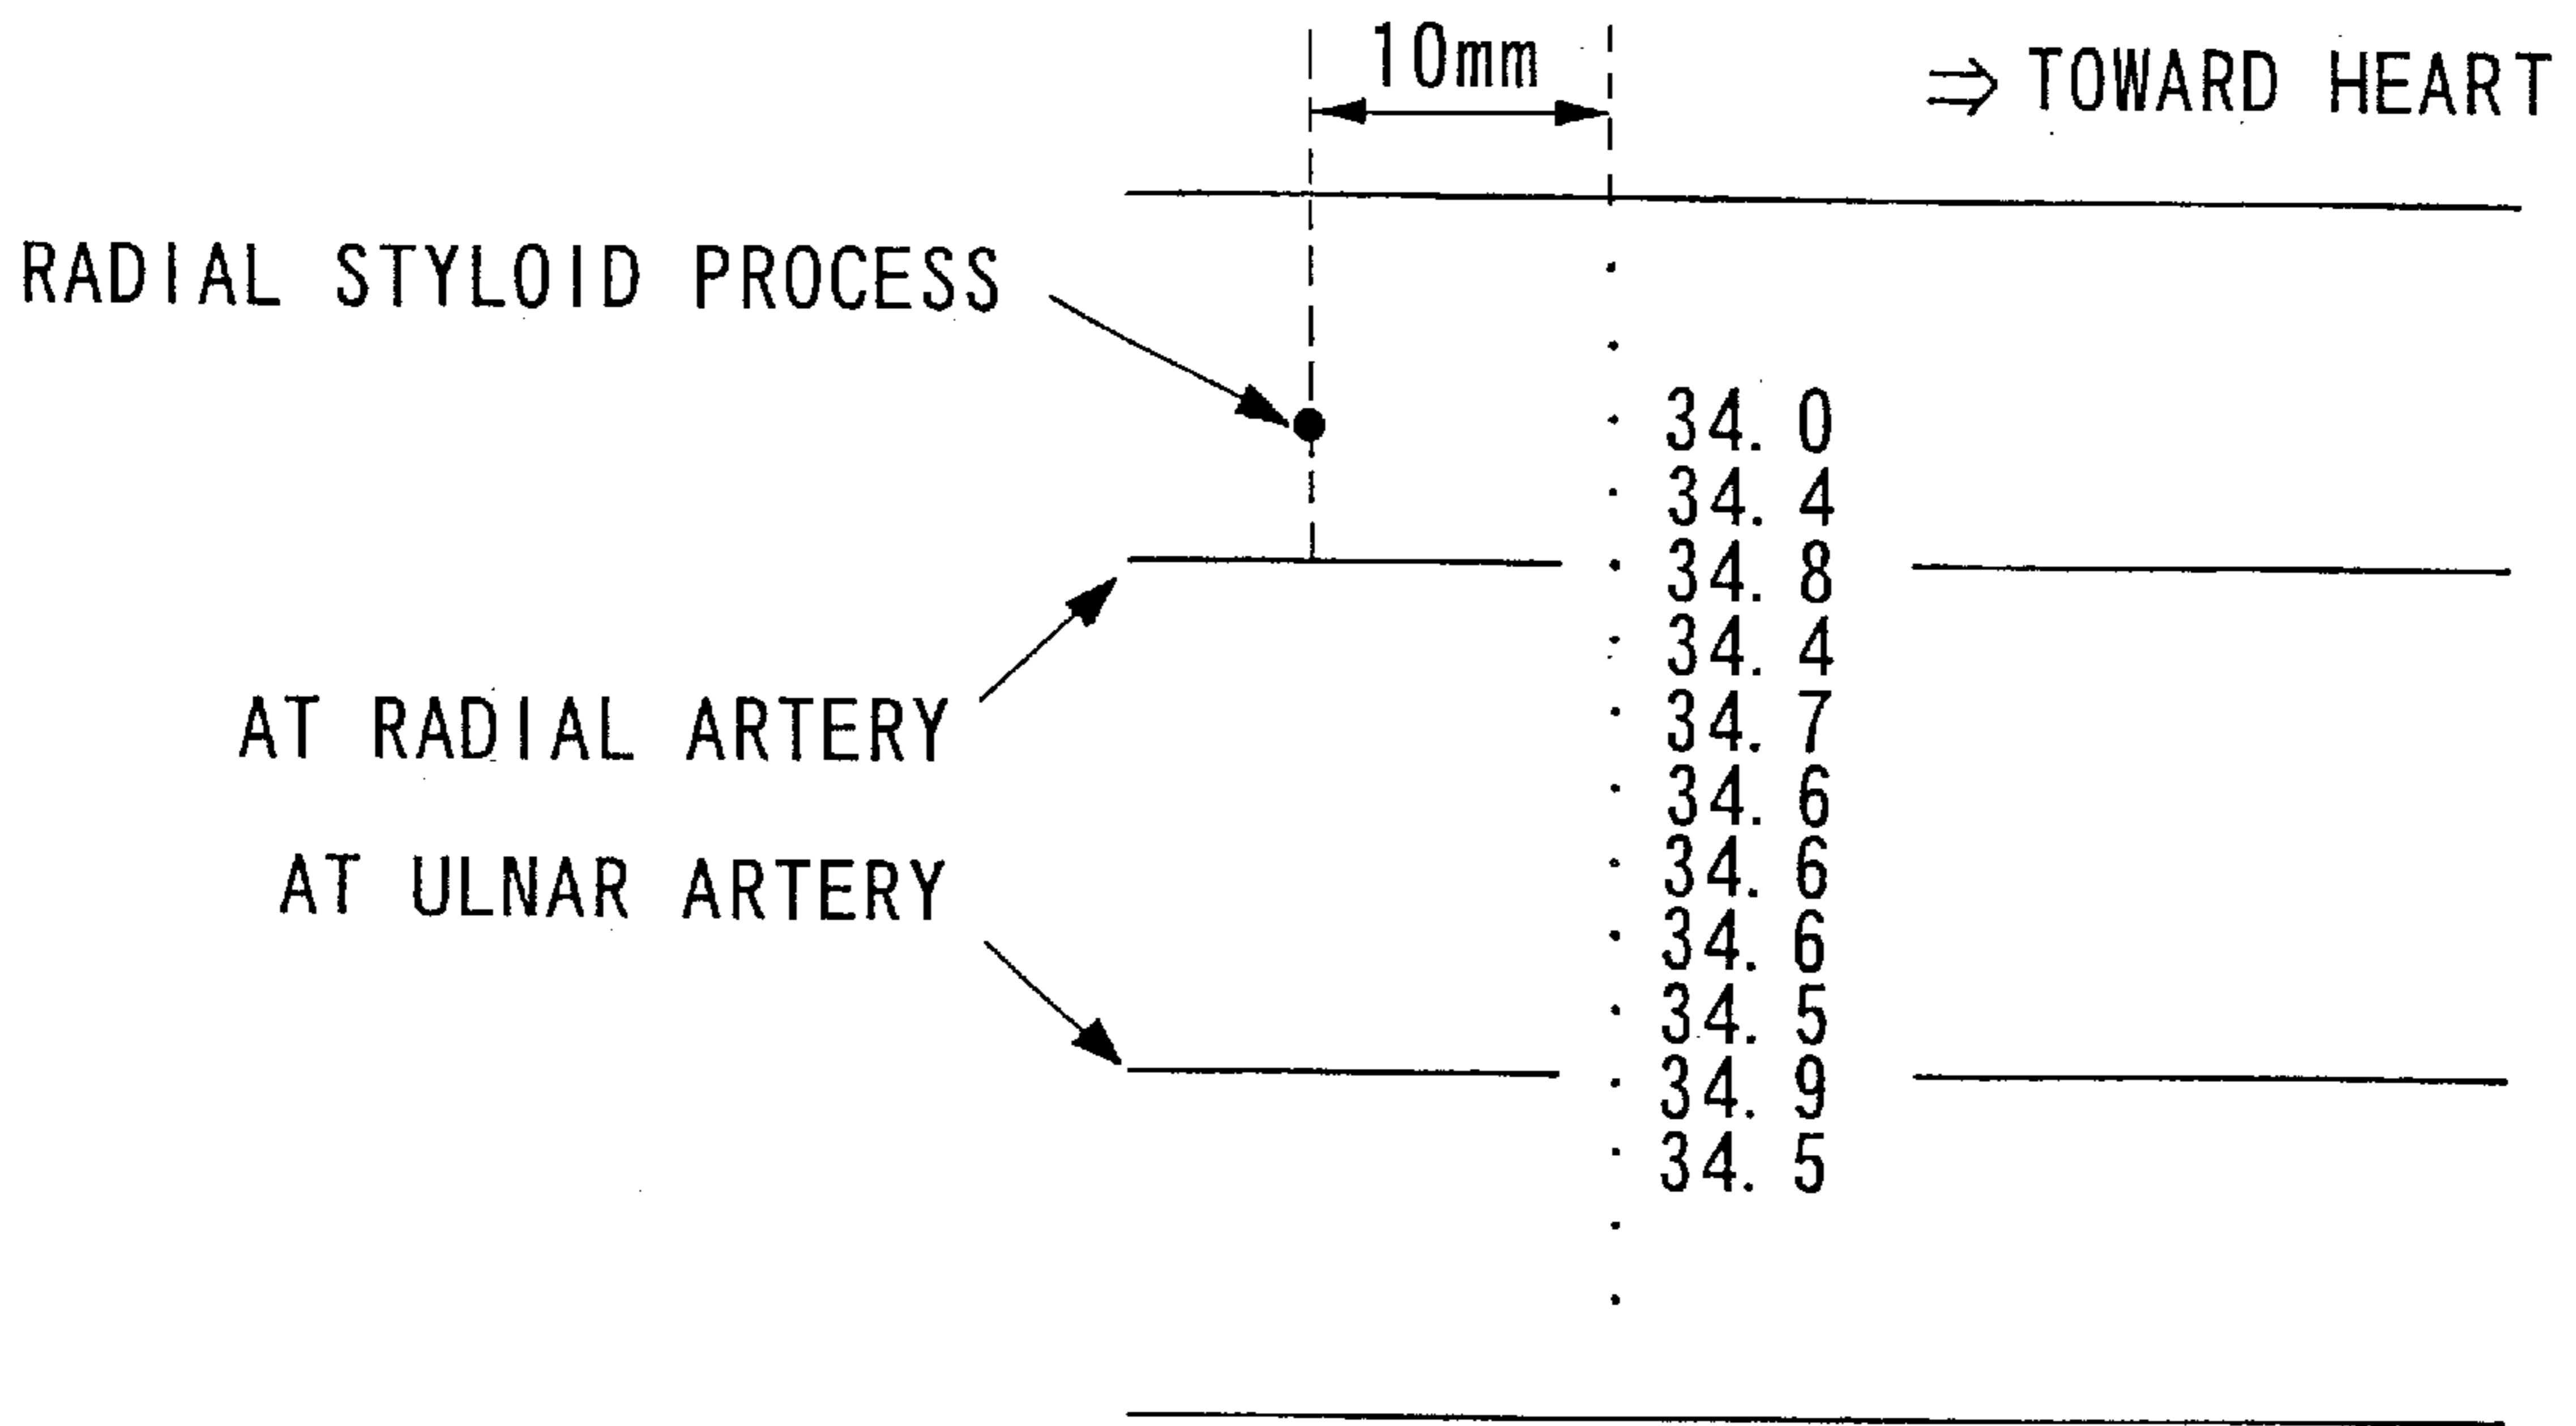 10mm
⇒ TOWARD HEART
RADIAL STYLOID PROCESS
34.0
34.4
34.8
34.4
AT RADIAL ARTERY
34.7
34.6
AT ULNAR ARTERY
34.6
34.6
34.5
34.9
34.5